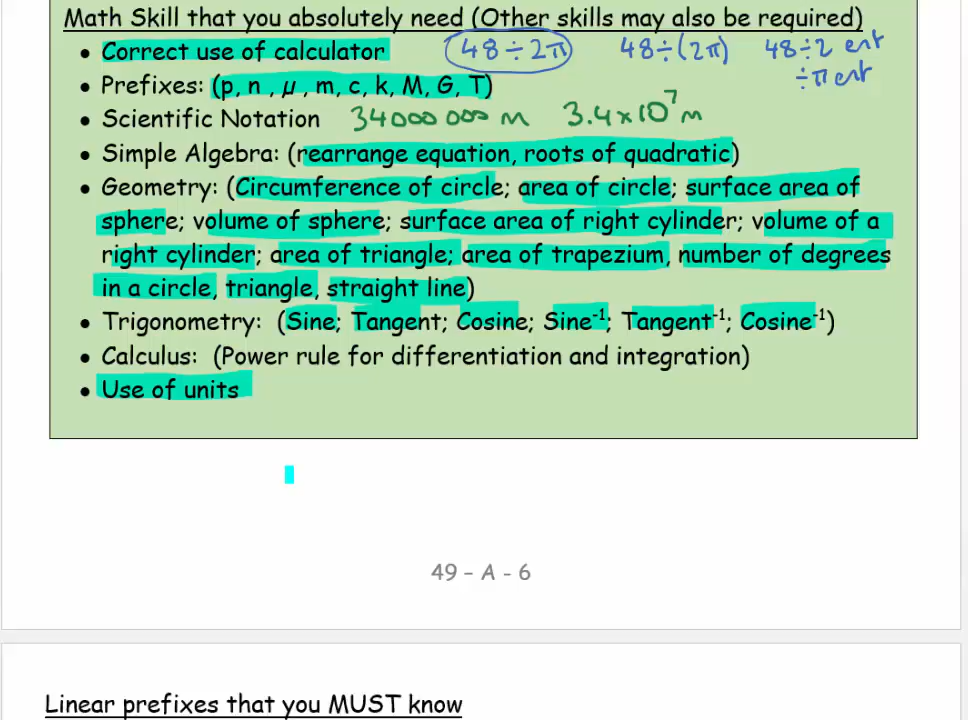 Math Skill that you absolutely need (Other skills may also be required)
• Correct use of calculator 48÷2π 48÷(2π) 48÷2 ent
÷π ent
• Prefixes: (p, n , µ , m, c, k, M, G, T)
• Scientific Notation 34000 000 m 3.4×10⁷ m
• Simple Algebra: (rearrange equation, roots of quadratic)
• Geometry: (Circumference of circle; area of circle; surface area of
sphere; volume of sphere; surface area of right cylinder; volume of a
right cylinder; area of triangle; area of trapezium, number of degrees
in a circle, triangle, straight line)
• Trigonometry: (Sine; Tangent; Cosine; Sine⁻¹; Tangent⁻¹; Cosine⁻¹)
• Calculus: (Power rule for differentiation and integration)
• Use of units
49 – A - 6
Linear prefixes that you MUST know